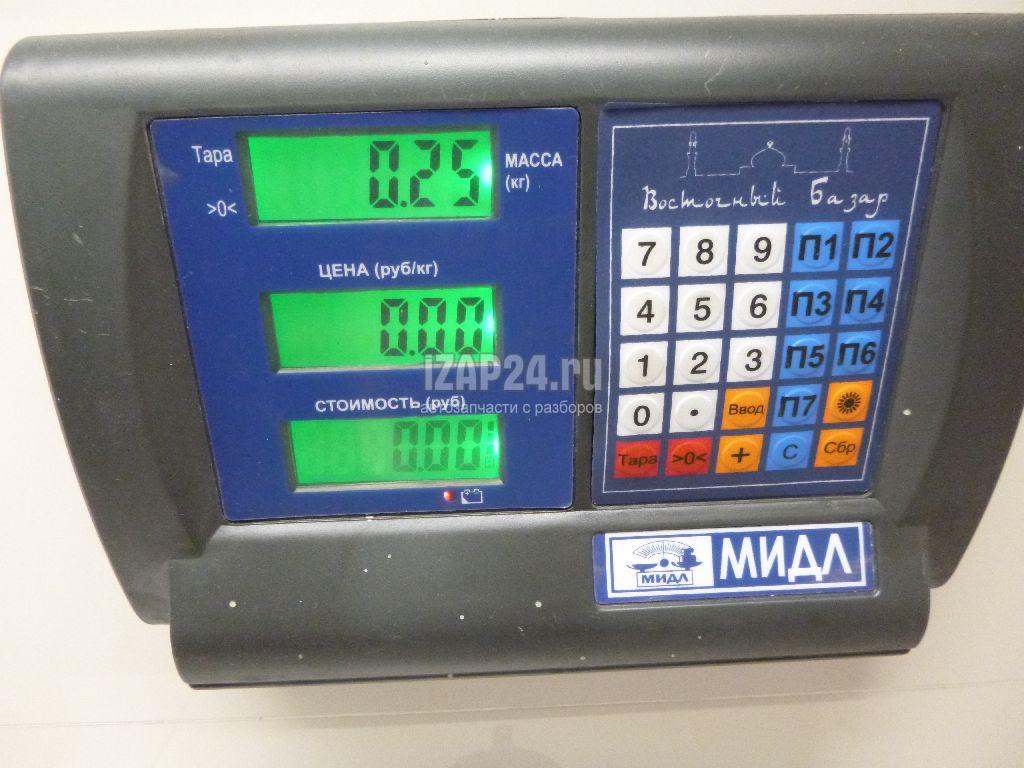 Тара
0.25
МАССА
(кг)
>0<
ЦЕНА (руб/кг)
0.00
СТОИМОСТЬ (руб)
0.00
Восточный Базар
7 8 9 П1 П2
4 5 6 П3 П4
1 2 3 П5 П6
0 . Ввод П7
Тара >0< + С Сбр
МИДЛ
МИДЛ
iZAP24.ru
автозапчасти с разборов